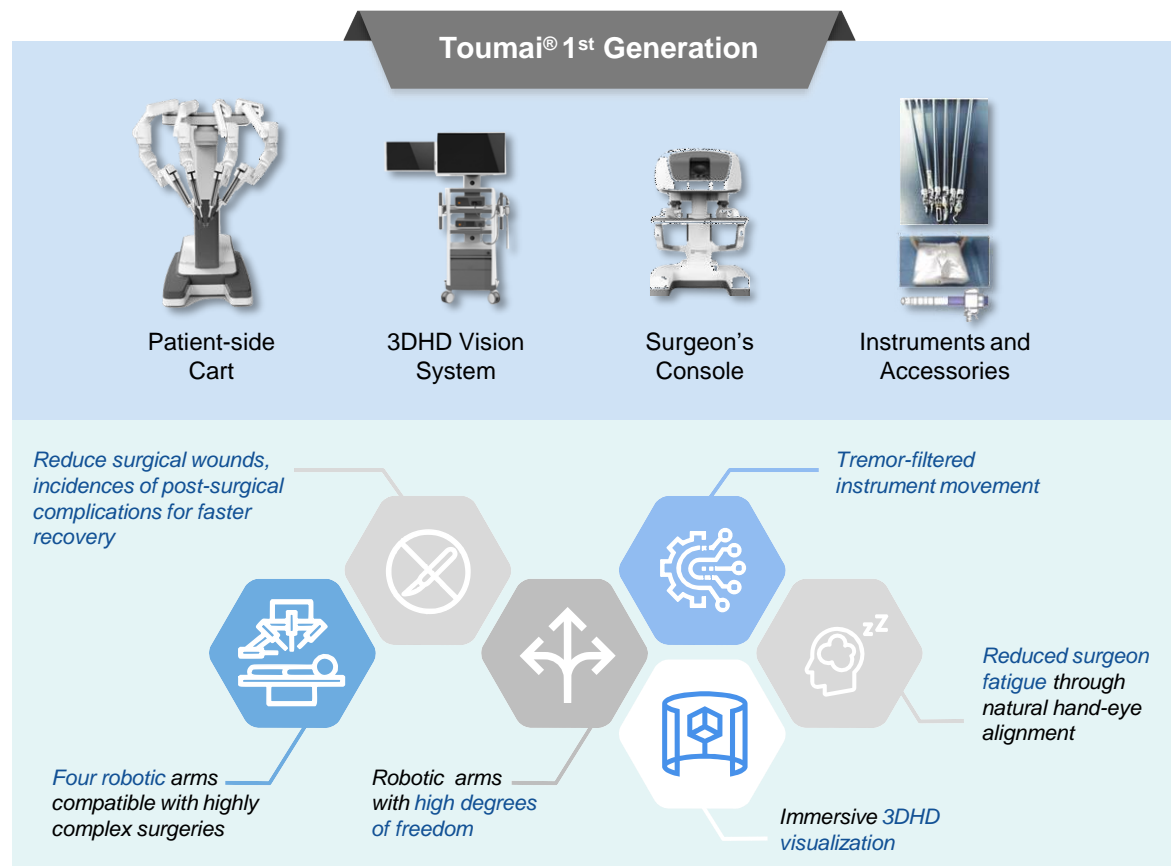 Toumai® 1st Generation
Patient-side
Cart
3DHD Vision
System
Surgeon's
Console
Instruments and
Accessories
Reduce surgical wounds,
incidences of post-surgical
complications for faster
recovery
Tremor-filtered
instrument movement
zz
Reduced surgeon
fatigue through
natural hand-eye
alignment
Four robotic arms
compatible with highly
complex surgeries
Robotic arms
with high degrees
of freedom
Immersive 3DHD
visualization